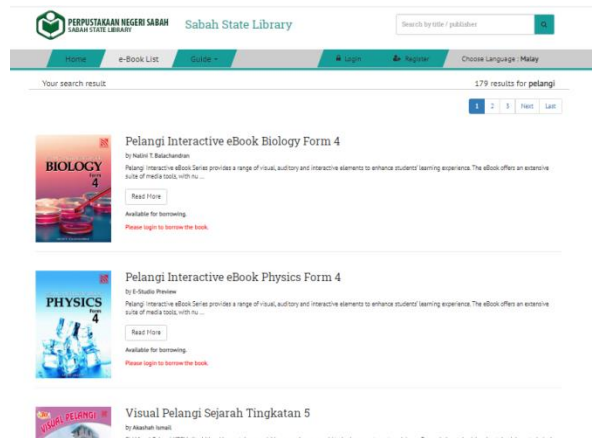 PERPUSTAKAAN NEGERI SABAH
SABAH STATE LIBRARY
Sabah State Library
Search by title / publisher
Home
e-Book List
Guide
Login
Register
Choose Language : Malay
Your search result
179 results for pelangi
1 2 3 Next Last
BIOLOGY
Form
4
Pelangi Interactive eBook Biology Form 4
by Nalini T. Balachandran
Pelangi Interactive eBook Series provides a range of visual, auditory and interactive elements to enhance students' learning experience. The eBook offers an extensive
suite of media tools, with nu ...
Read More
Available for borrowing.
Please login to borrow the book.
PHYSICS
Form
4
Pelangi Interactive eBook Physics Form 4
by E-Studio Preview
Pelangi Interactive eBook Series provides a range of visual, auditory and interactive elements to enhance students' learning experience. The eBook offers an extensive
suite of media tools, with nu ...
Read More
Available for borrowing.
Please login to borrow the book.
VISUAL PELANGI
Visual Pelangi Sejarah Tingkatan 5
by Akashah Ismail